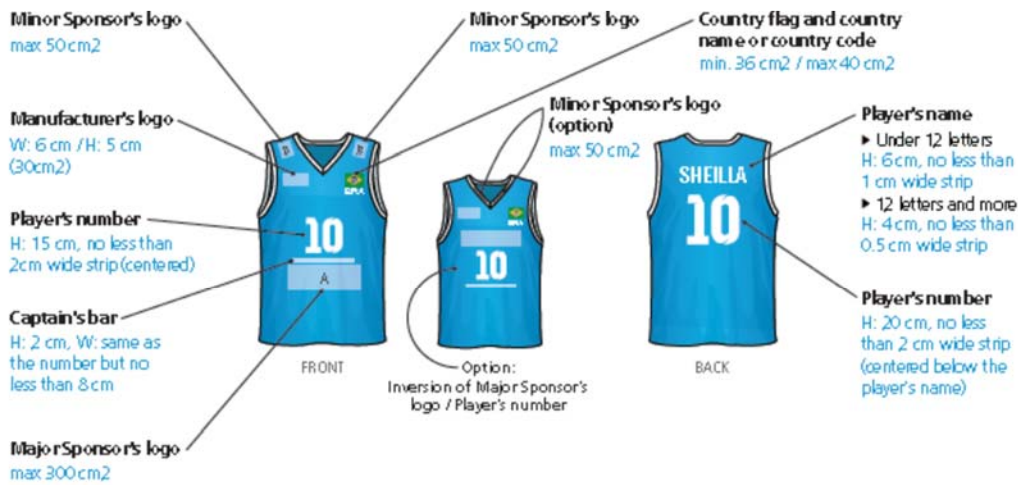 Minor Sponsor's logo
max 50 cm2
Minor Sponsor's logo
max 50 cm2
Country flag and country
name or country code
min. 36 cm2 / max 40 cm2
Manufacturer's logo
W: 6 cm / H: 5 cm
(30cm2)
Minor Sponsor's logo
(option)
max 50 cm2
Player's name
▸ Under 12 letters
H: 6 cm, no less than
1 cm wide strip
▸ 12 letters and more
H: 4 cm, no less than
0.5 cm wide strip
Player's number
H: 15 cm, no less than
2cm wide strip (centered)
Captain's bar
H: 2 cm, W: same as
the number but no
less than 8 cm
Major Sponsor's logo
max 300 cm2
BRA
10
A
FRONT
BRA
10
Option:
Inversion of Major Sponsor's
logo / Player's number
SHEILLA
10
BACK
Player's number
H: 20 cm, no less
than 2 cm wide strip
(centered below the
player's name)